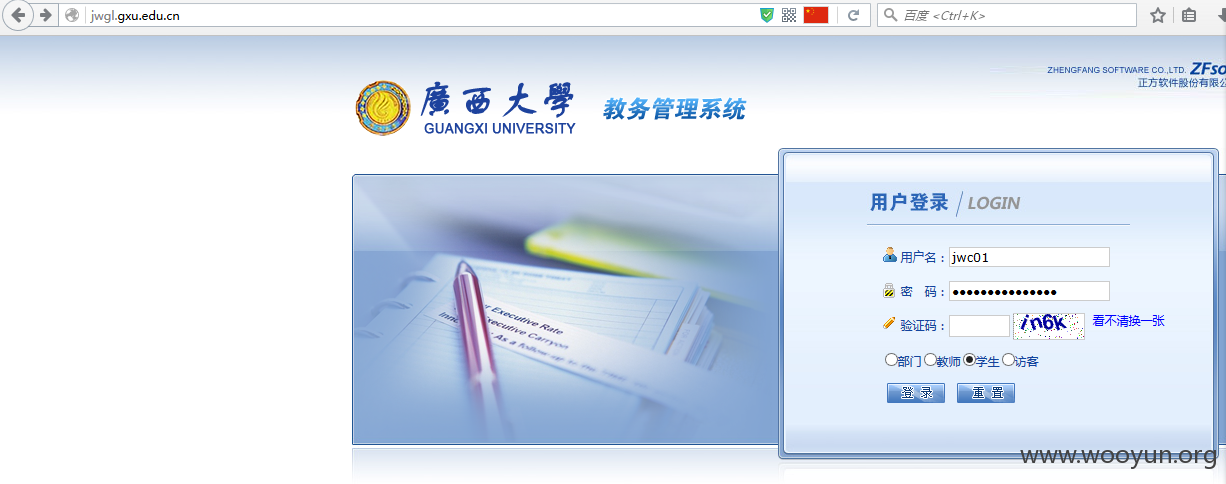 jwgl.gxu.edu.cn
百度 <Ctrl+K>
ZHENGFANG SOFTWARE CO.,LTD. ZFso
正方软件股份有限公
廣西大學
GUANGXI UNIVERSITY
教务管理系统
用户登录 / LOGIN
用户名： jwc01
密 码： •••••••••••••••
验证码： in6k 看不清换一张
部门 教师 学生 访客
登 录 重 置
Executive Rate
Executive Carryon
As a follow-up to the
www.wooyun.org